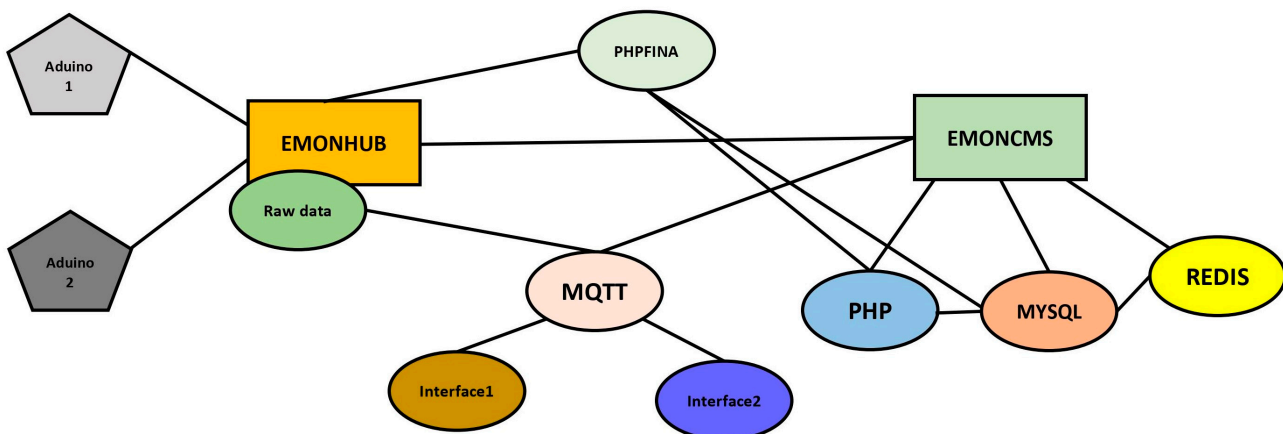 Aduino
1
PHPFINA
EMONHUB
EMONCMS
Raw data
Aduino
2
MQTT
PHP
MYSQL
REDIS
Interface1
Interface2